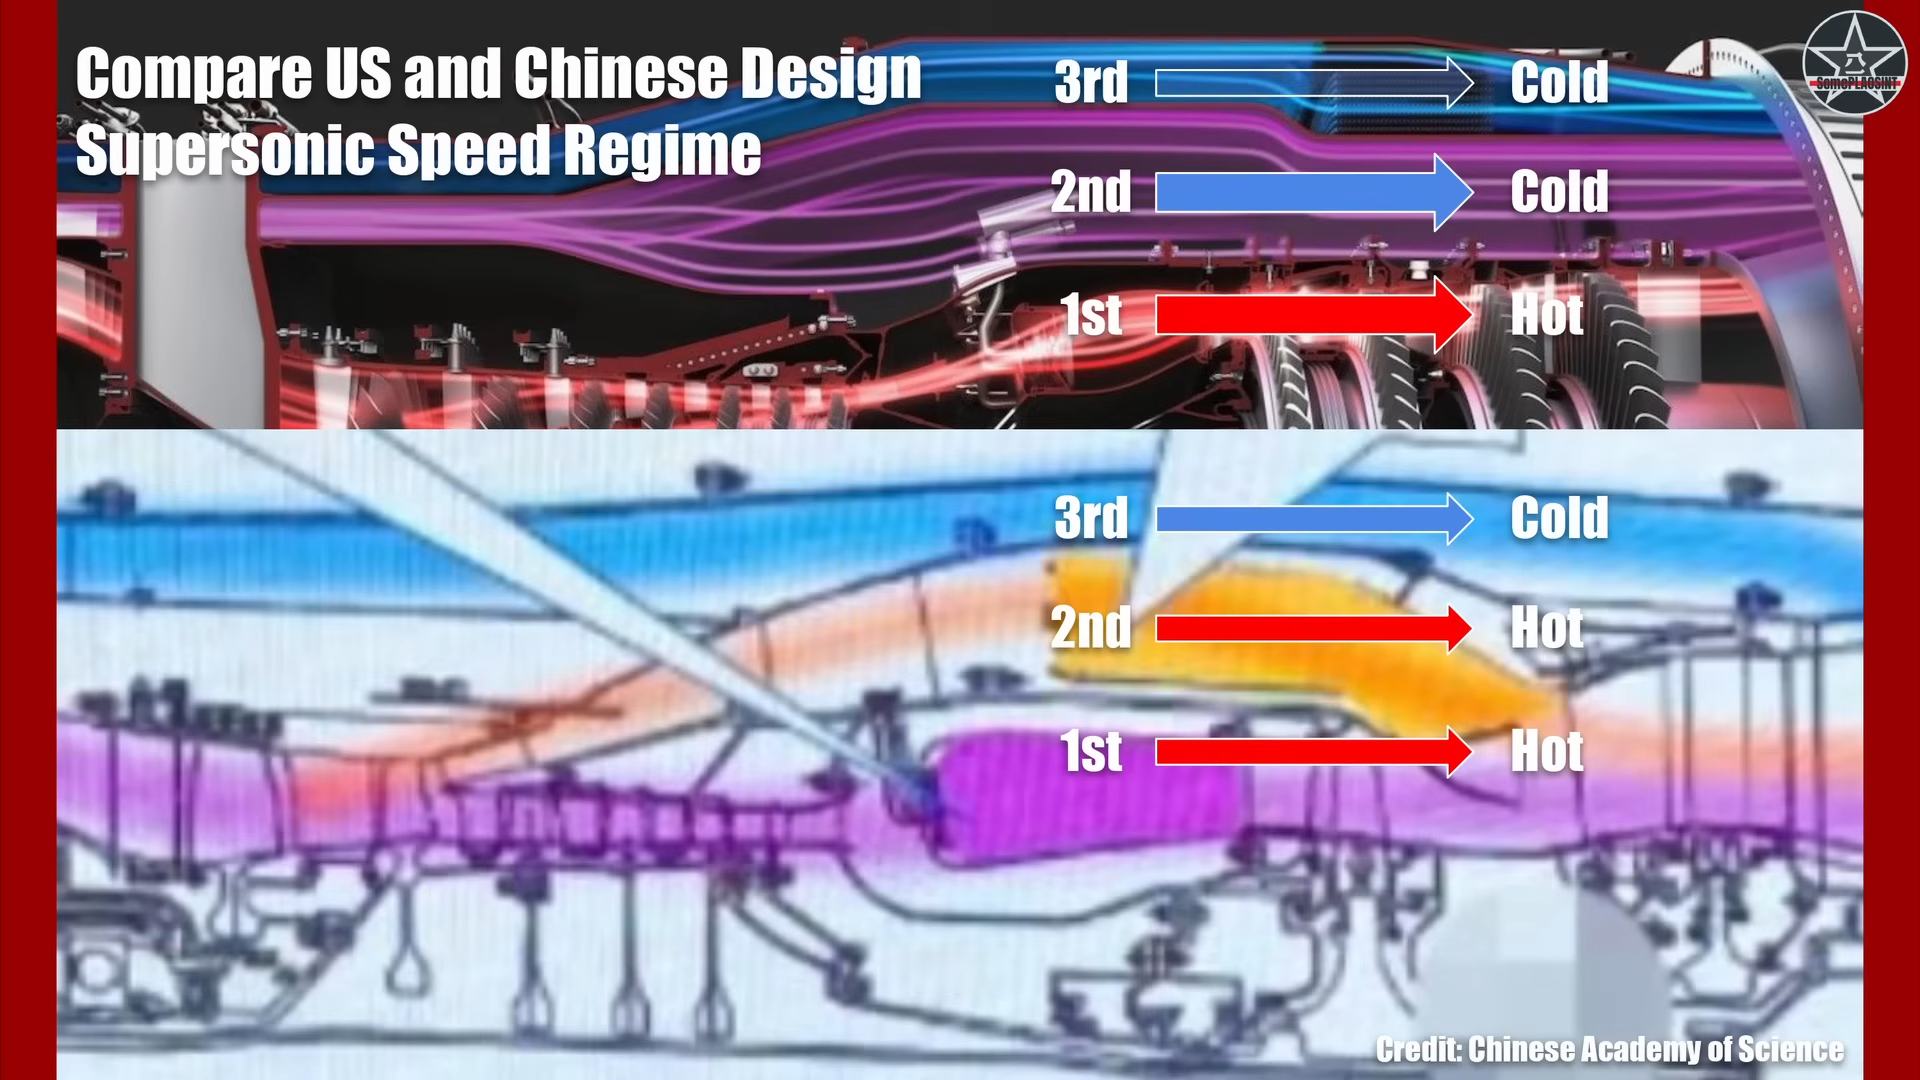 Compare US and Chinese Design
Supersonic Speed Regime
SomePLAOSINT
3rd Cold
2nd Cold
1st Hot
3rd Cold
2nd Hot
1st Hot
Credit: Chinese Academy of Science